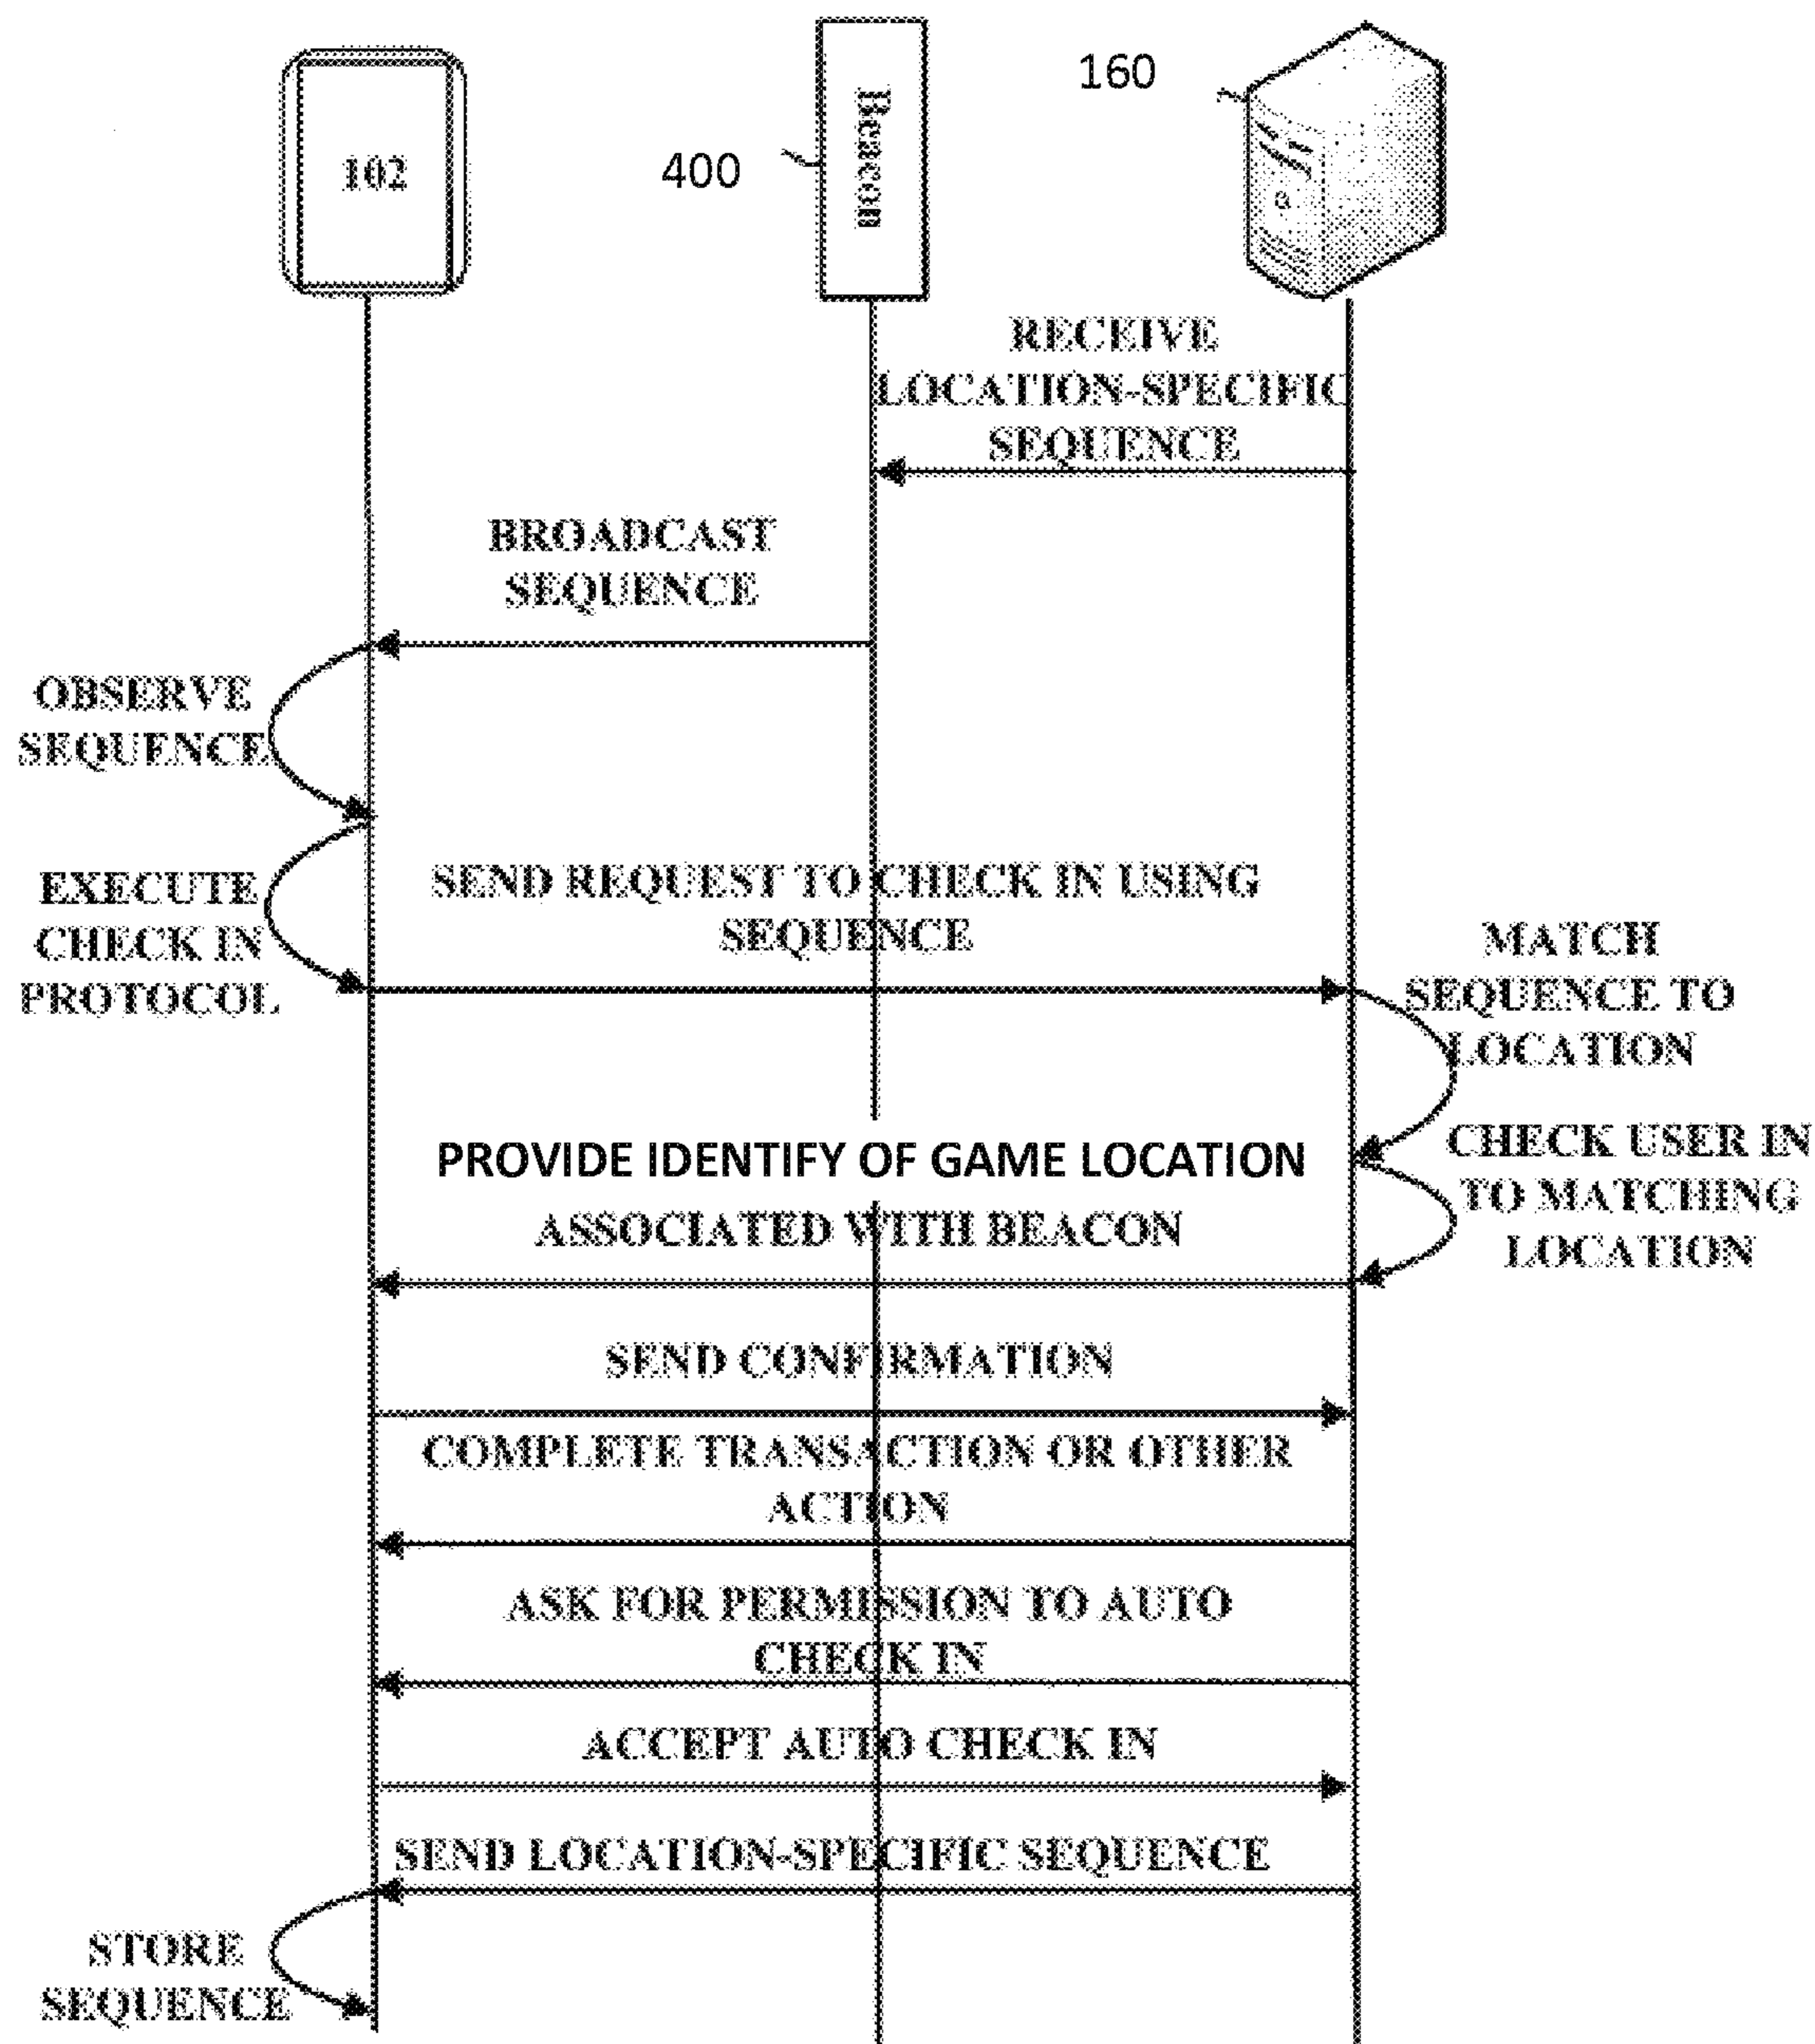 102
400
Beacon
160
RECEIVE
LOCATION-SPECIFIC
SEQUENCE
BROADCAST
SEQUENCE
OBSERVE
SEQUENCE
EXECUTE
CHECK IN
PROTOCOL
SEND REQUEST TO CHECK IN USING
SEQUENCE
MATCH
SEQUENCE TO
LOCATION
CHECK USER IN
TO MATCHING
LOCATION
PROVIDE IDENTIFY OF GAME LOCATION
ASSOCIATED WITH BEACON
SEND CONFIRMATION
COMPLETE TRANSACTION OR OTHER
ACTION
ASK FOR PERMISSION TO AUTO
CHECK IN
ACCEPT AUTO CHECK IN
SEND LOCATION-SPECIFIC SEQUENCE
STORE
SEQUENCE